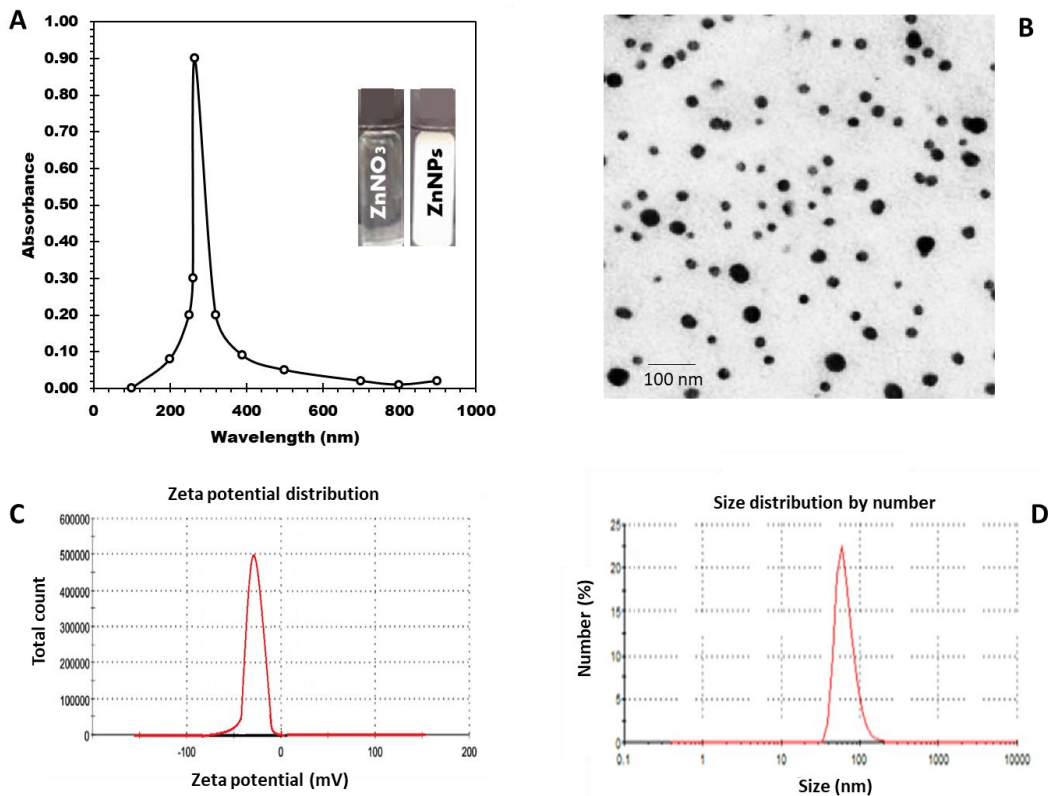 A
1.00
0.90
0.80
0.70
0.60
0.50
0.40
0.30
0.20
0.10
0.00
Absorbance
0 200 400 600 800 1000
Wavelength (nm)
ZnNO₃
ZnNPs
B
100 nm
C
Zeta potential distribution
600000
500000
400000
300000
200000
100000
0
Total count
-100 0 100 200
Zeta potential (mV)
D
Size distribution by number
25
20
15
10
5
0
Number (%)
0.1 1 10 100 1000 10000
Size (nm)